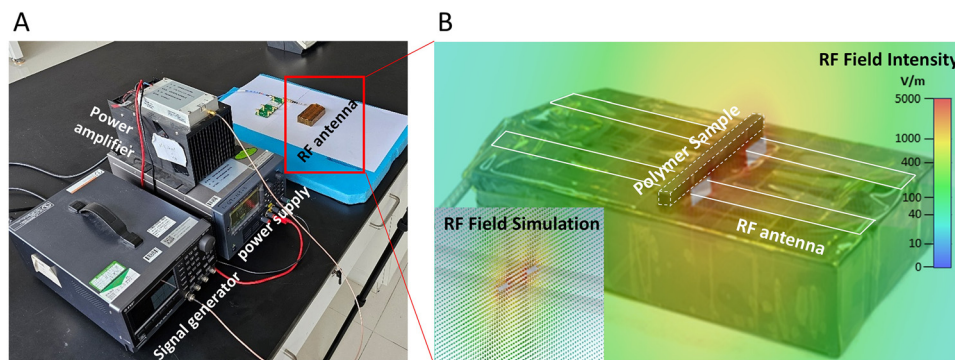 A
Power
amplifier
RF antenna
power supply
Signal generator
B
RF Field Intensity
V/m
5000
1000
400
100
40
10
0
Polymer Sample
RF antenna
RF Field Simulation